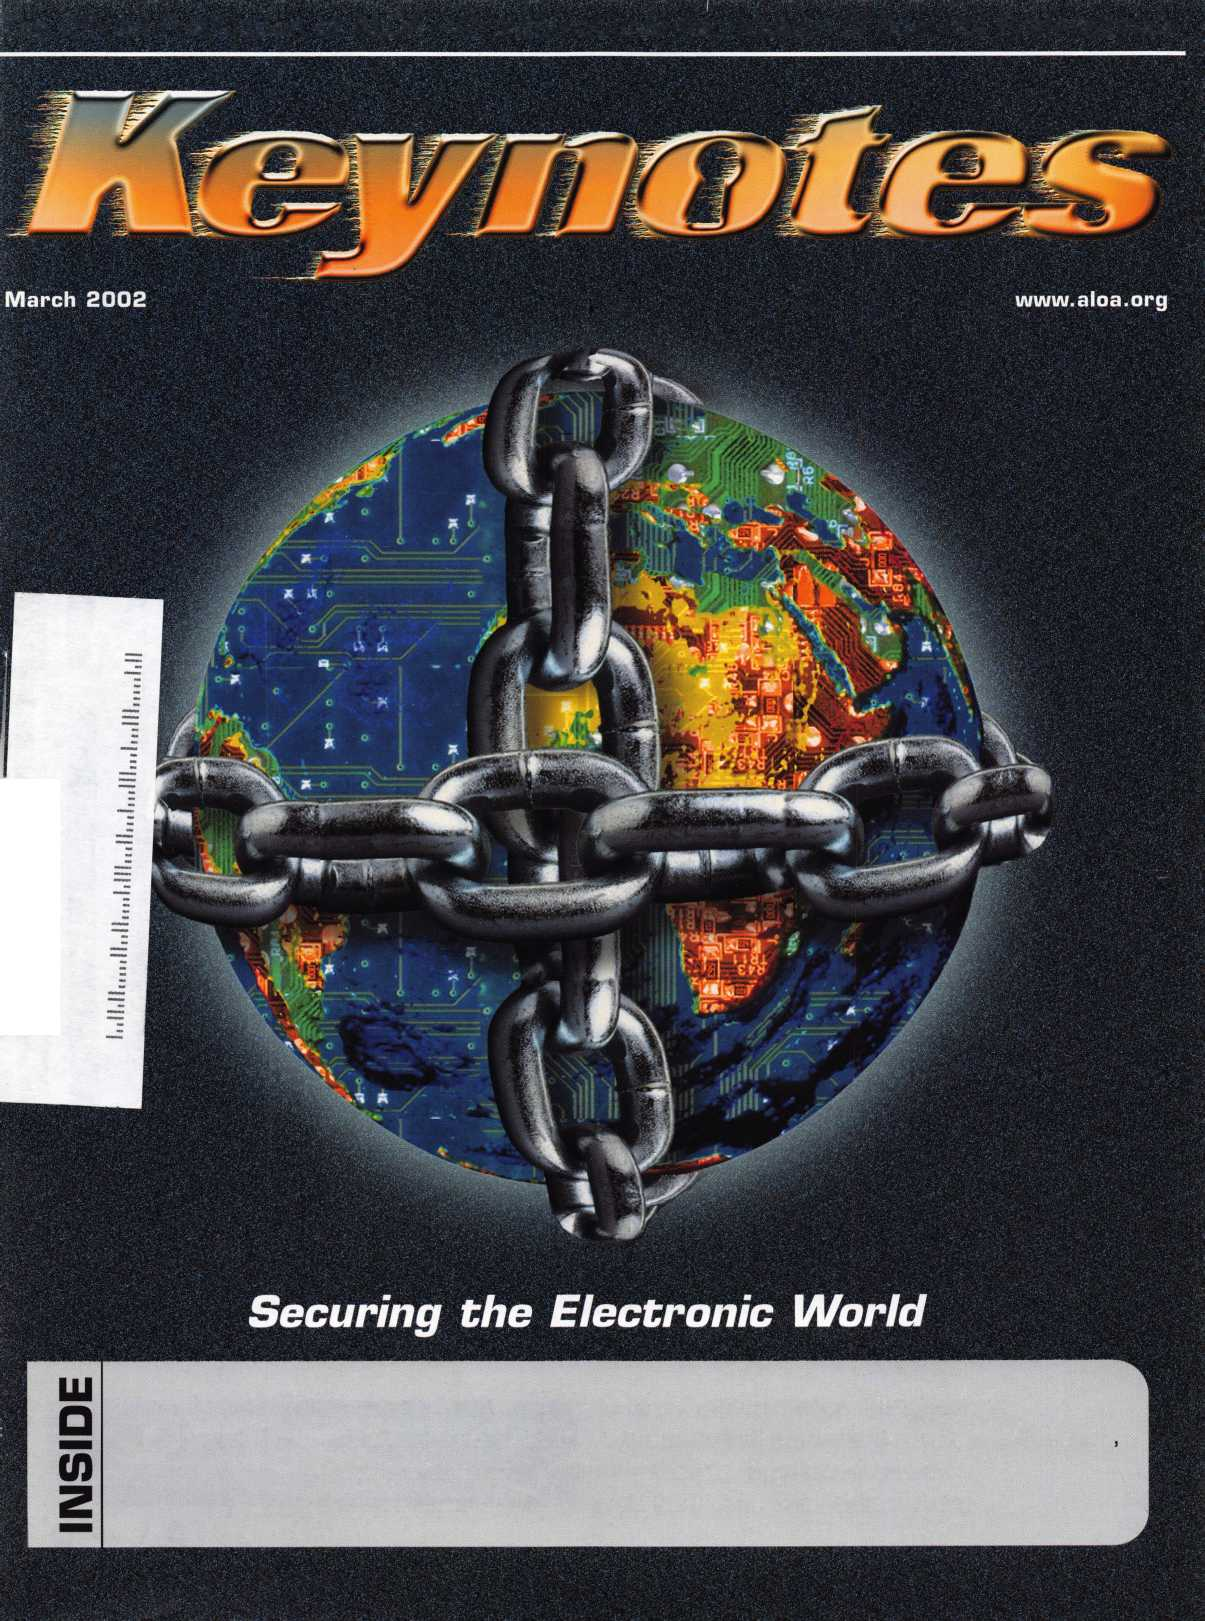 Keynotes
March 2002
www.aloa.org
Securing the Electronic World
INSIDE